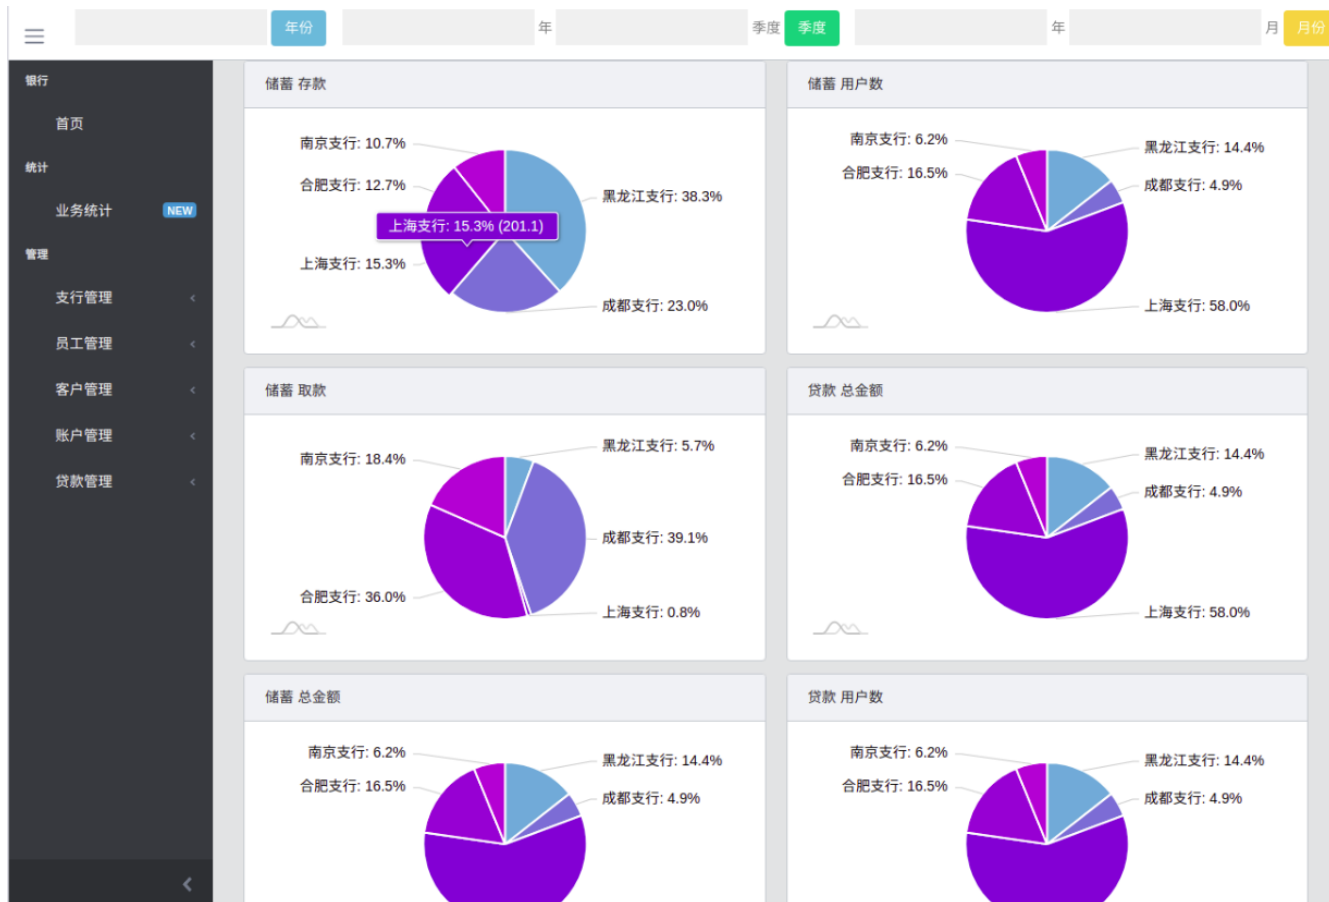 年份
年
季度
季度
年
月
月份
银行
首页
统计
业务统计
NEW
管理
支行管理
员工管理
客户管理
账户管理
贷款管理
储蓄 存款
南京支行: 10.7%
合肥支行: 12.7%
黑龙江支行: 38.3%
上海支行: 15.3% (201.1)
上海支行: 15.3%
成都支行: 23.0%
储蓄 用户数
南京支行: 6.2%
黑龙江支行: 14.4%
合肥支行: 16.5%
成都支行: 4.9%
上海支行: 58.0%
储蓄 取款
黑龙江支行: 5.7%
南京支行: 18.4%
成都支行: 39.1%
合肥支行: 36.0%
上海支行: 0.8%
贷款 总金额
南京支行: 6.2%
黑龙江支行: 14.4%
合肥支行: 16.5%
成都支行: 4.9%
上海支行: 58.0%
储蓄 总金额
南京支行: 6.2%
黑龙江支行: 14.4%
合肥支行: 16.5%
成都支行: 4.9%
贷款 用户数
南京支行: 6.2%
黑龙江支行: 14.4%
合肥支行: 16.5%
成都支行: 4.9%